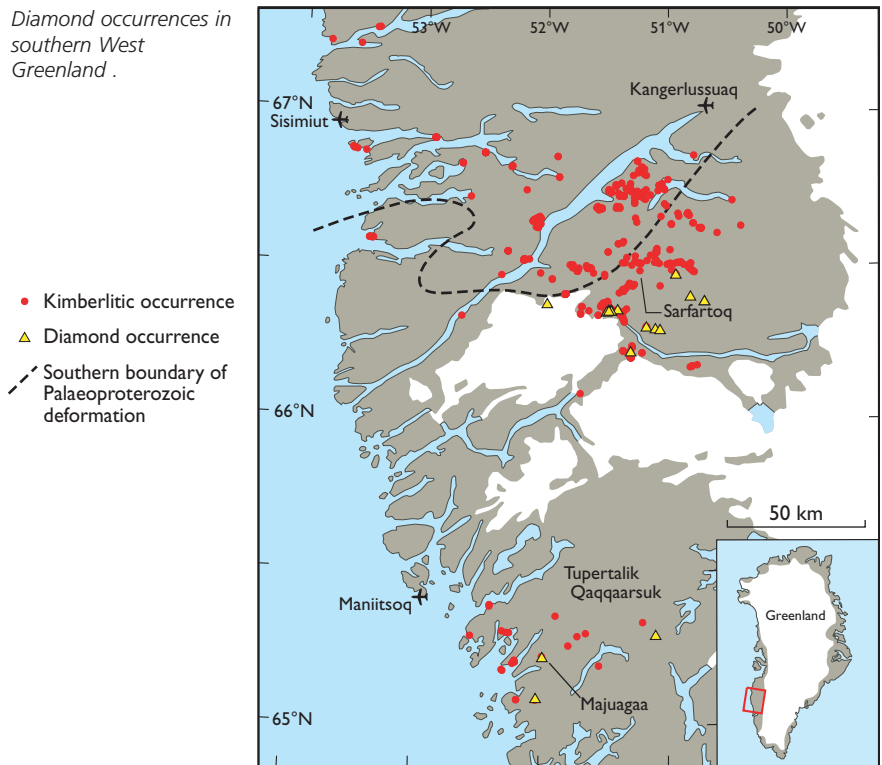 Diamond occurrences in
southern West
Greenland .
53°W
52°W
51°W
50°W
67°N
Kangerlussuaq
Sisimiut
Kimberlitic occurrence
Diamond occurrence
Southern boundary of
Palaeoproterozoic
deformation
Sarfartoq
66°N
50 km
Tupertalik
Qaqqaarsuk
Maniitsoq
Greenland
Majuagaa
65°N